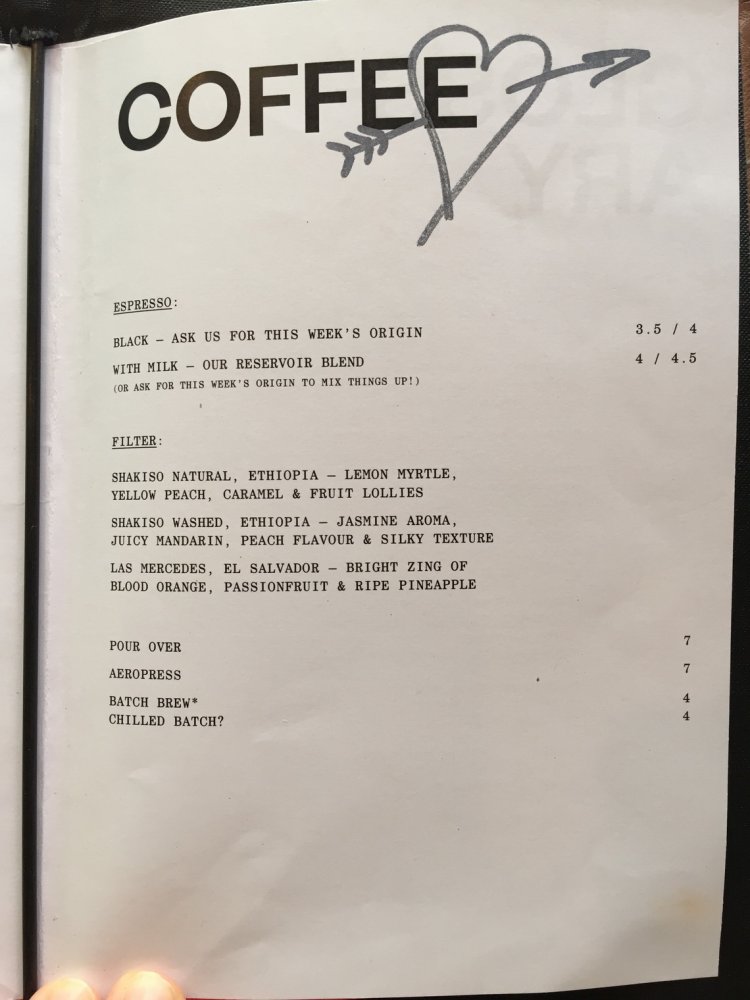 COFFEE
ESPRESSO:
BLACK — ASK US FOR THIS WEEK'S ORIGIN 3.5 / 4
WITH MILK — OUR RESERVOIR BLEND 4 / 4.5
(OR ASK FOR THIS WEEK'S ORIGIN TO MIX THINGS UP!)
FILTER:
SHAKISO NATURAL, ETHIOPIA — LEMON MYRTLE,
YELLOW PEACH, CARAMEL & FRUIT LOLLIES
SHAKISO WASHED, ETHIOPIA — JASMINE AROMA,
JUICY MANDARIN, PEACH FLAVOUR & SILKY TEXTURE
LAS MERCEDES, EL SALVADOR — BRIGHT ZING OF
BLOOD ORANGE, PASSIONFRUIT & RIPE PINEAPPLE
POUR OVER 7
AEROPRESS 7
BATCH BREW* 4
CHILLED BATCH? 4